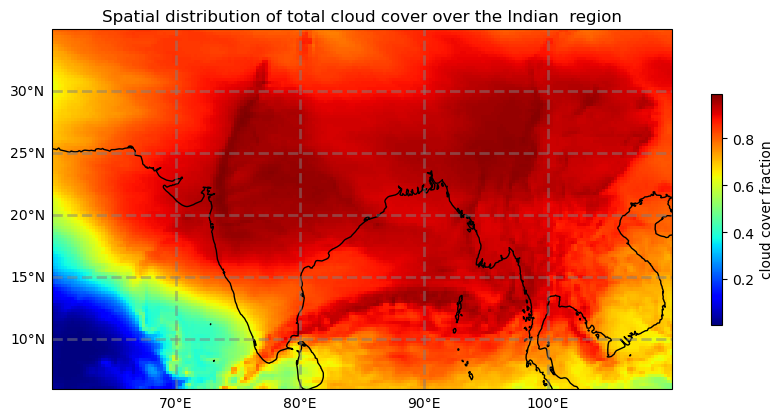 Spatial distribution of total cloud cover over the Indian  region
30°N
25°N
20°N
15°N
10°N
70°E
80°E
90°E
100°E
0.8
0.6
0.4
0.2
cloud cover fraction